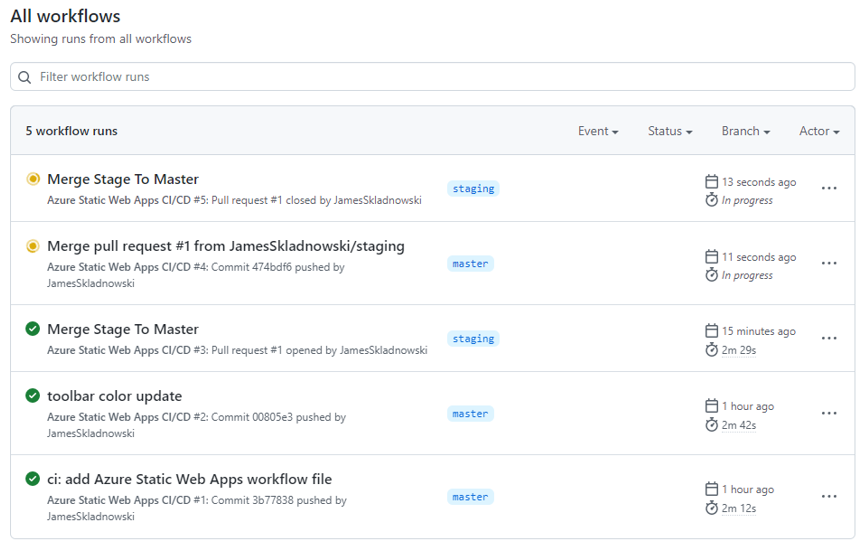 All workflows
Showing runs from all workflows
Filter workflow runs
5 workflow runs
Event
Status
Branch
Actor
Merge Stage To Master
Azure Static Web Apps CI/CD #5: Pull request #1 closed by JamesSkladnowski
staging
13 seconds ago
In progress
Merge pull request #1 from JamesSkladnowski/staging
Azure Static Web Apps CI/CD #4: Commit 474bdf6 pushed by
JamesSkladnowski
master
11 seconds ago
In progress
Merge Stage To Master
Azure Static Web Apps CI/CD #3: Pull request #1 opened by JamesSkladnowski
staging
15 minutes ago
2m 29s
toolbar color update
Azure Static Web Apps CI/CD #2: Commit 00805e3 pushed by
JamesSkladnowski
master
1 hour ago
2m 42s
ci: add Azure Static Web Apps workflow file
Azure Static Web Apps CI/CD #1: Commit 3b77838 pushed by
JamesSkladnowski
master
1 hour ago
2m 12s